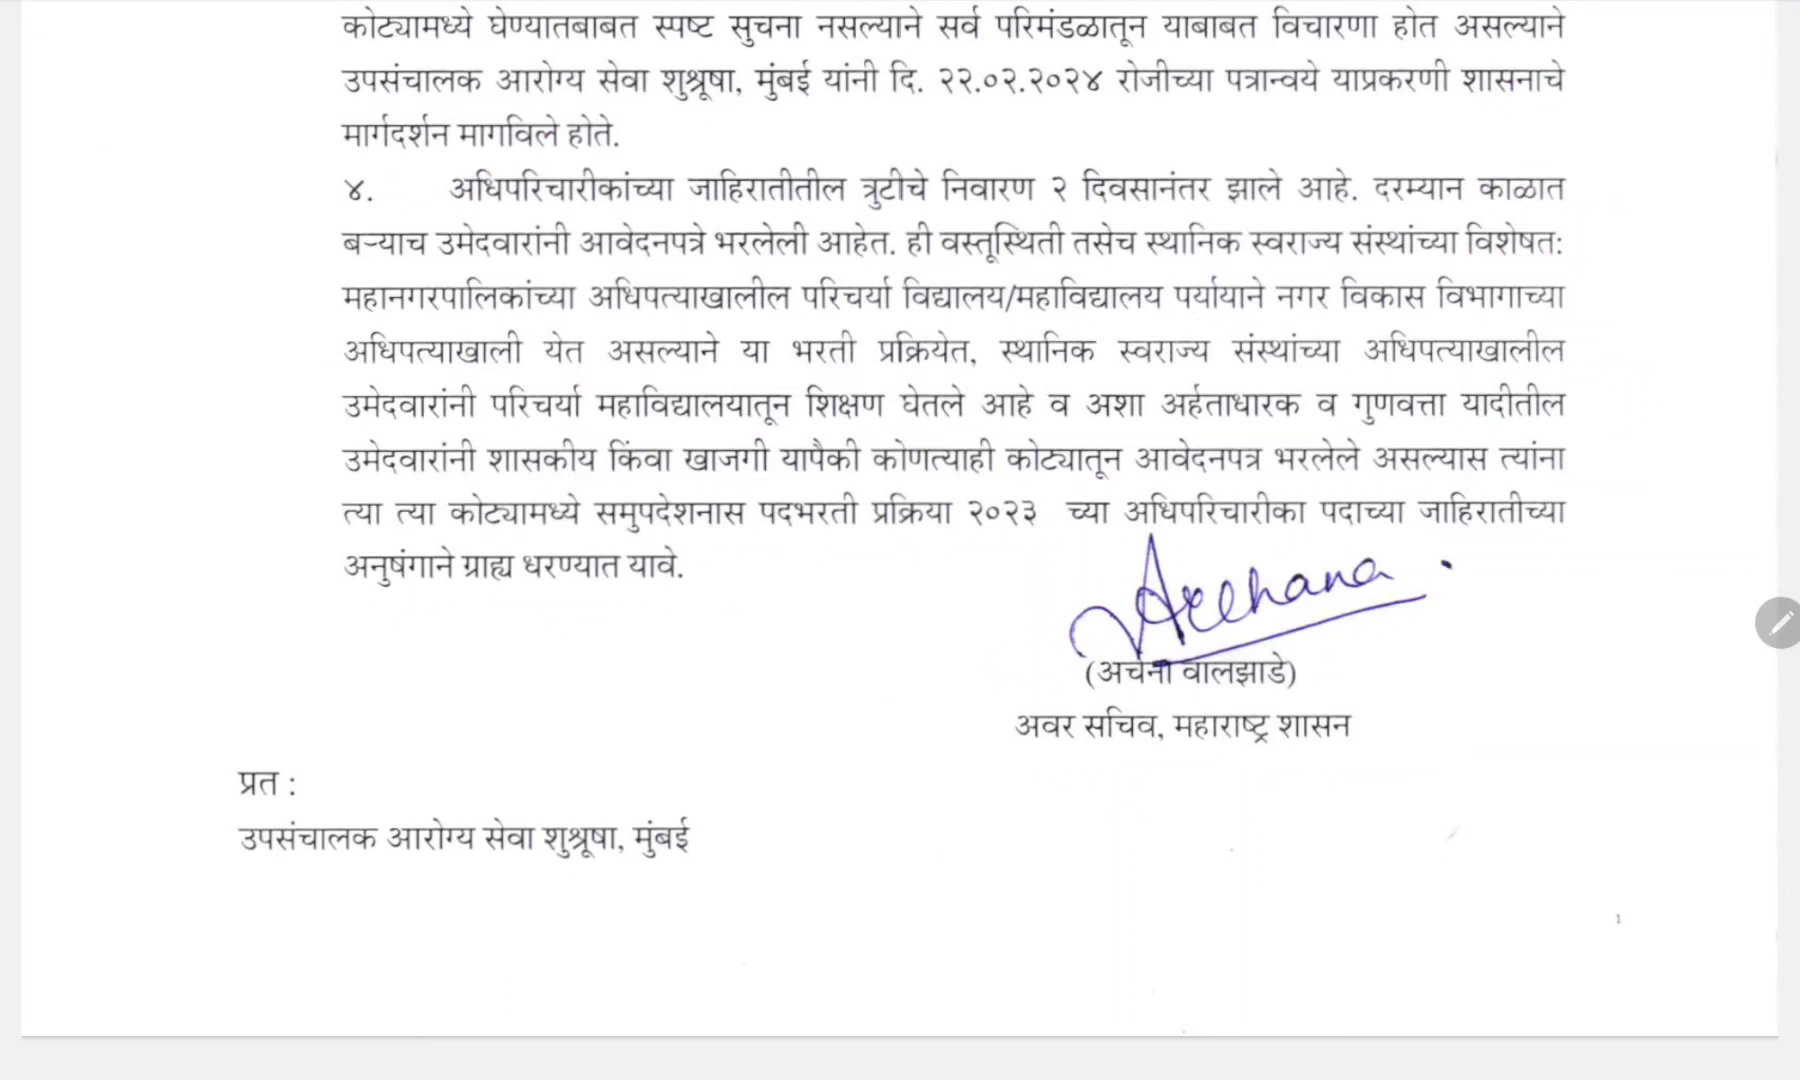 कोट्यामध्ये घेण्यातबाबत स्पष्ट सुचना नसल्याने सर्व परिमंडळातून याबाबत विचारणा होत असल्याने
उपसंचालक आरोग्य सेवा शुश्रूषा, मुंबई यांनी दि. २२.०२.२०२४ रोजीच्या पत्रान्वये याप्रकरणी शासनाचे
मार्गदर्शन मागविले होते.
४. अधिपरिचारीकांच्या जाहिरातीतील त्रुटीचे निवारण २ दिवसानंतर झाले आहे. दरम्यान काळात
बऱ्याच उमेदवारांनी आवेदनपत्रे भरलेली आहेत. ही वस्तूस्थिती तसेच स्थानिक स्वराज्य संस्थांच्या विशेषत:
महानगरपालिकांच्या अधिपत्याखालील परिचर्या विद्यालय/महाविद्यालय पर्यायाने नगर विकास विभागाच्या
अधिपत्याखाली येत असल्याने या भरती प्रक्रियेत, स्थानिक स्वराज्य संस्थांच्या अधिपत्याखालील
उमेदवारांनी परिचर्या महाविद्यालयातून शिक्षण घेतले आहे व अशा अर्हताधारक व गुणवत्ता यादीतील
उमेदवारांनी शासकीय किंवा खाजगी यापैकी कोणत्याही कोट्यातून आवेदनपत्र भरलेले असल्यास त्यांना
त्या त्या कोट्यामध्ये समुपदेशनास पदभरती प्रक्रिया २०२३ च्या अधिपरिचारीका पदाच्या जाहिरातीच्या
अनुषंगाने ग्राह्य धरण्यात यावे.
Archana
(अर्चना वालझाडे)
अवर सचिव, महाराष्ट्र शासन
प्रत :
उपसंचालक आरोग्य सेवा शुश्रूषा, मुंबई
1